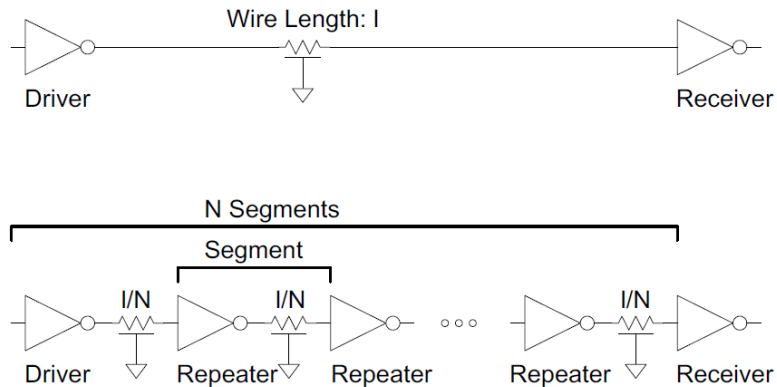 Wire Length: l
Driver
Receiver
N Segments
Segment
l/N l/N l/N
Driver Repeater Repeater Repeater Receiver